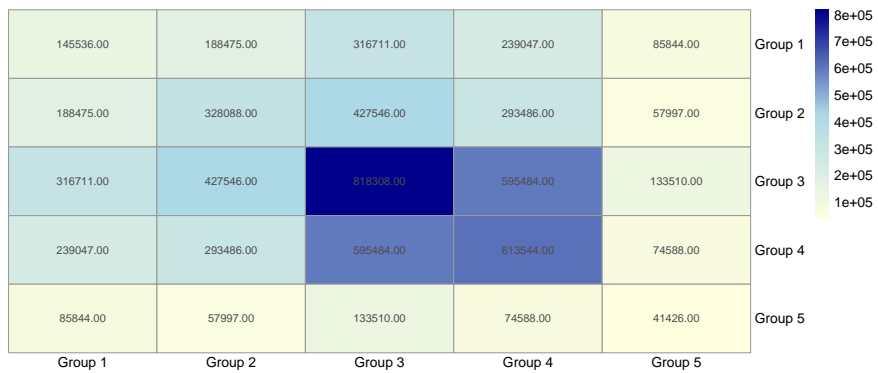 145536.00 188475.00 316711.00 239047.00 85844.00 Group 1
188475.00 328088.00 427546.00 293486.00 57997.00 Group 2
316711.00 427546.00 818308.00 595484.00 133510.00 Group 3
239047.00 293486.00 595484.00 613544.00 74588.00 Group 4
85844.00 57997.00 133510.00 74588.00 41426.00 Group 5
Group 1 Group 2 Group 3 Group 4 Group 5
8e+05
7e+05
6e+05
5e+05
4e+05
3e+05
2e+05
1e+05